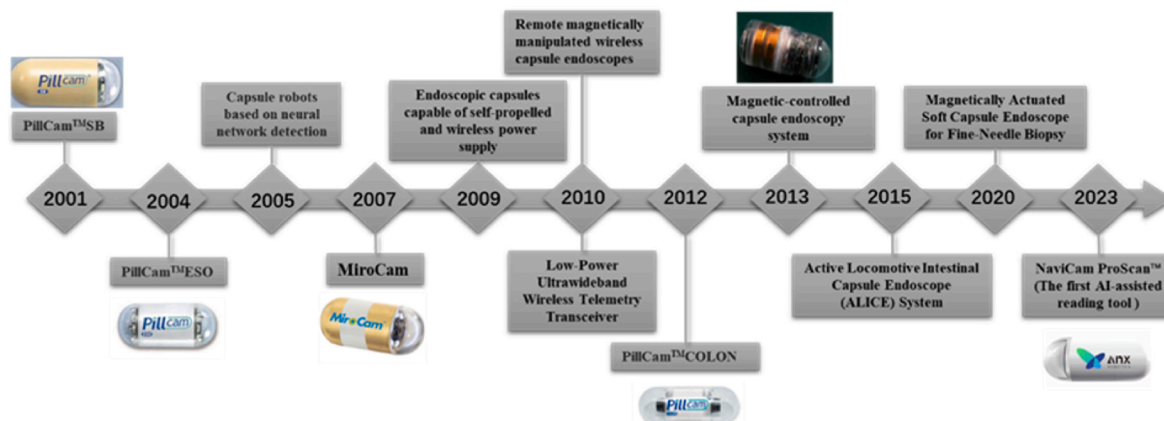 Pillcam
PillCam™SB
2001
2004
PillCam™ESO
Pillcam
Capsule robots
based on neural
network detection
2005
2007
MiroCam
MiroCam
Endoscopic capsules
capable of self-propelled
and wireless power
supply
2009
Remote magnetically
manipulated wireless
capsule endoscopes
2010
Low-Power
Ultrawideband
Wireless Telemetry
Transceiver
2012
PillCam™COLON
Pillcam
Magnetic-controlled
capsule endoscopy
system
2013
2015
Active Locomotive Intestinal
Capsule Endoscope
(ALICE) System
Magnetically Actuated
Soft Capsule Endoscope
for Fine-Needle Biopsy
2020
2023
NaviCam ProScan™
(The first AI-assisted
reading tool )
anx